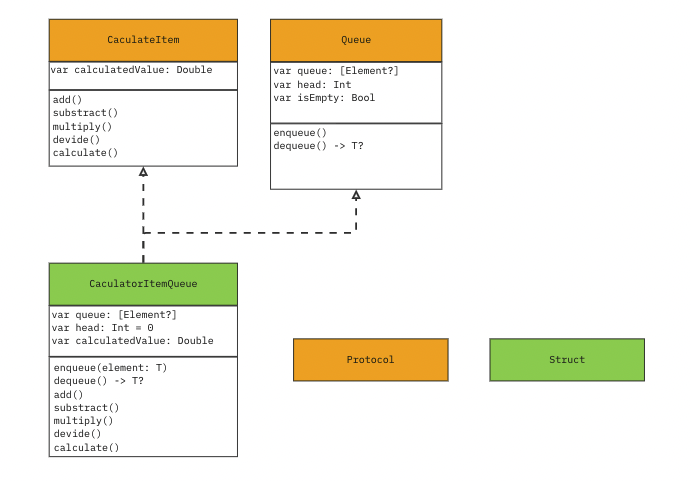 CaculateItem
var calculatedValue: Double
add()
substract()
multiply()
devide()
calculate()
Queue
var queue: [Element?]
var head: Int
var isEmpty: Bool
enqueue()
dequeue() -> T?
CaculatorItemQueue
var queue: [Element?]
var head: Int = 0
var calculatedValue: Double
enqueue(element: T)
dequeue() -> T?
add()
substract()
multiply()
devide()
calculate()
Protocol
Struct